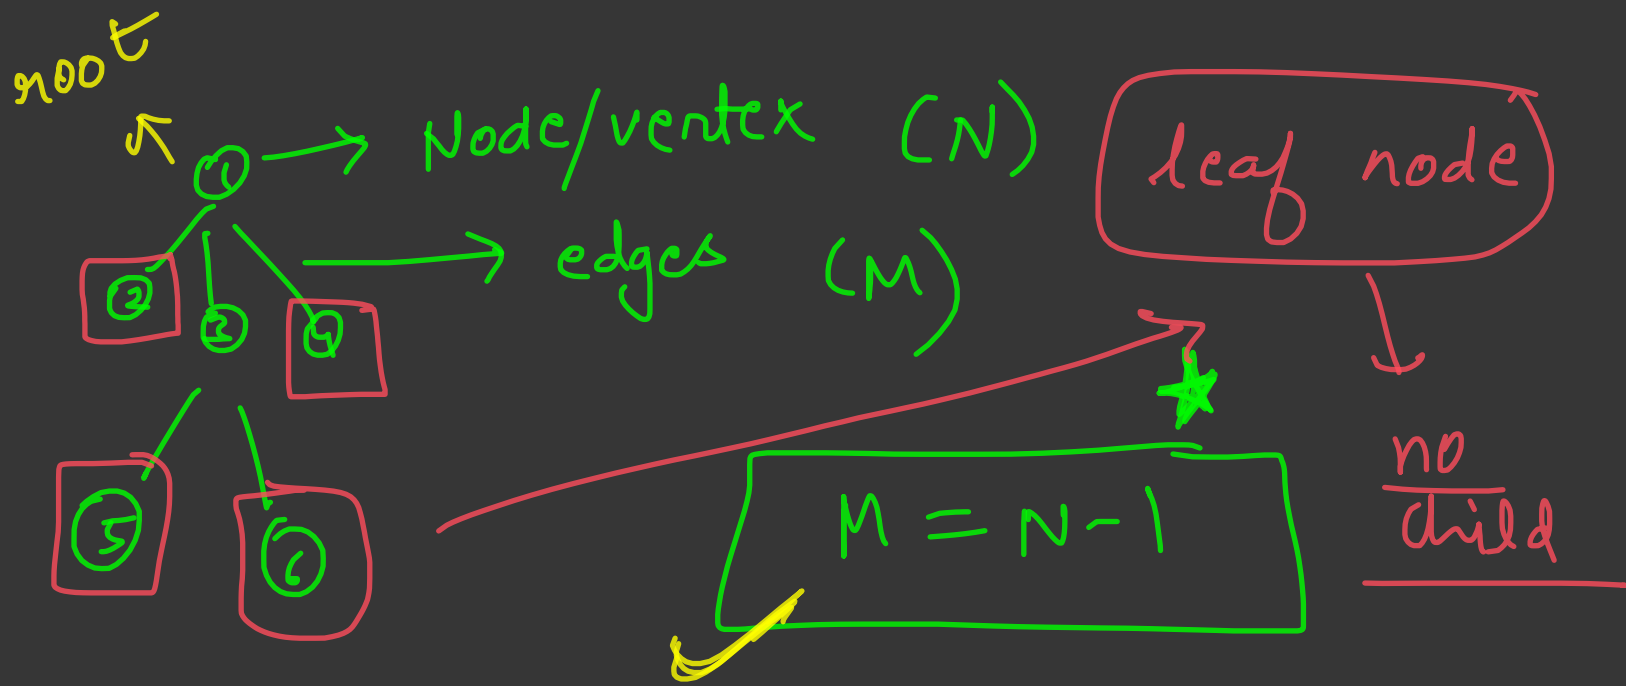 root
1
Node/vertex (N)
leaf node
edges (M)
2
3
4
no
child
M = N - 1
5
6